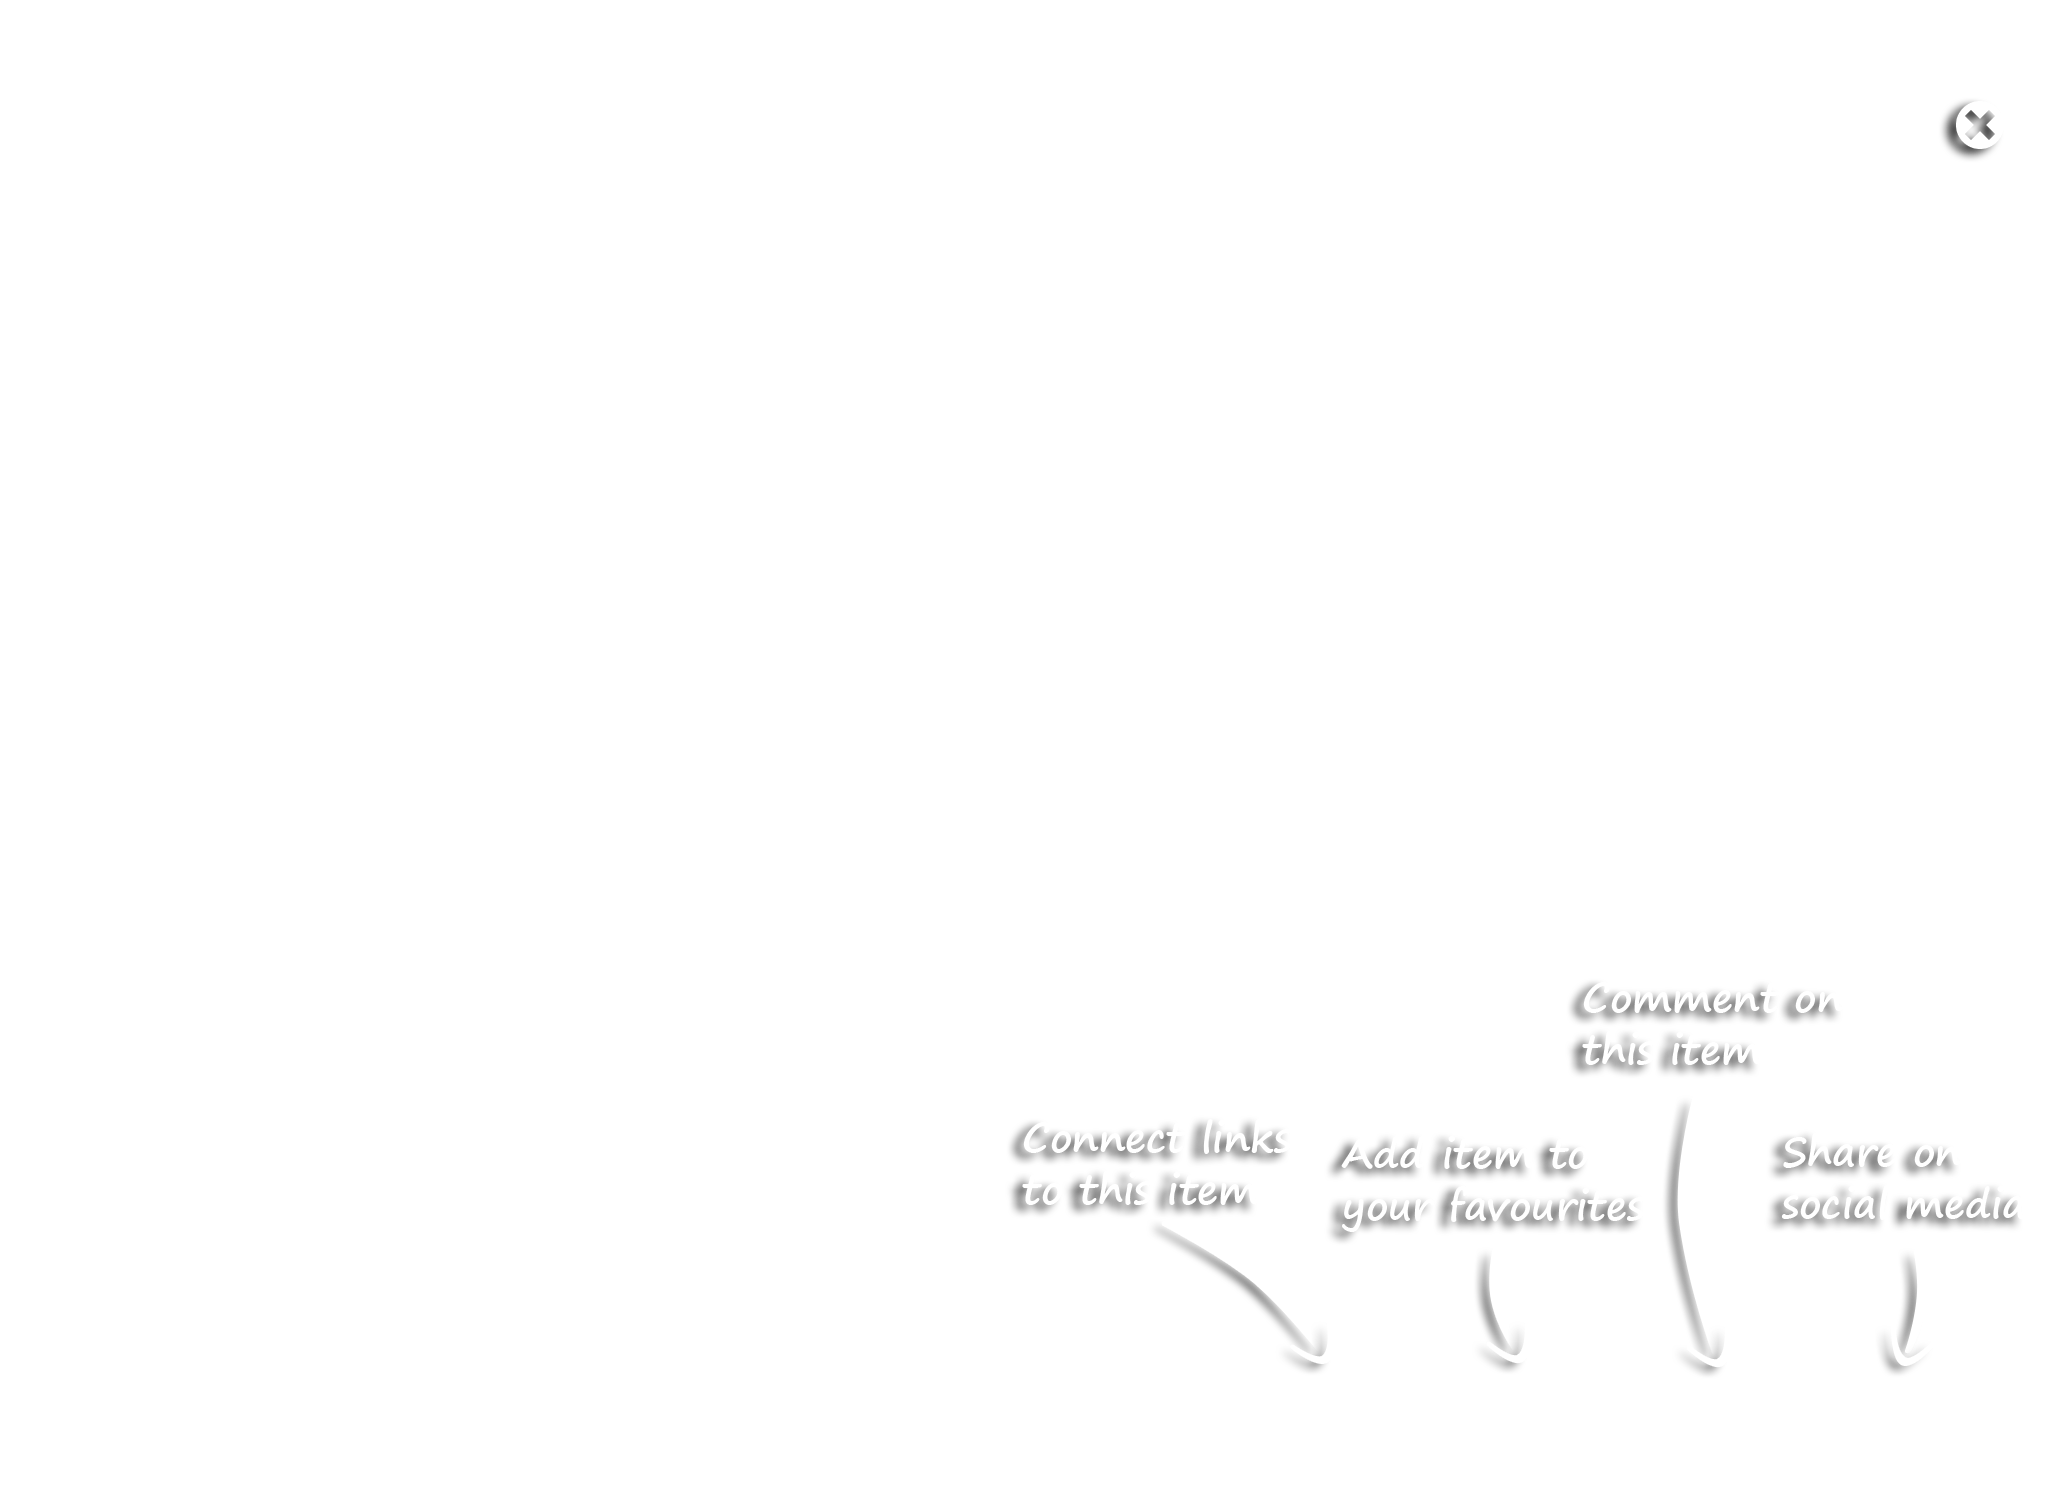 Comment on
this item
Connect links
to this item
Add item to
your favourites
Share on
social media